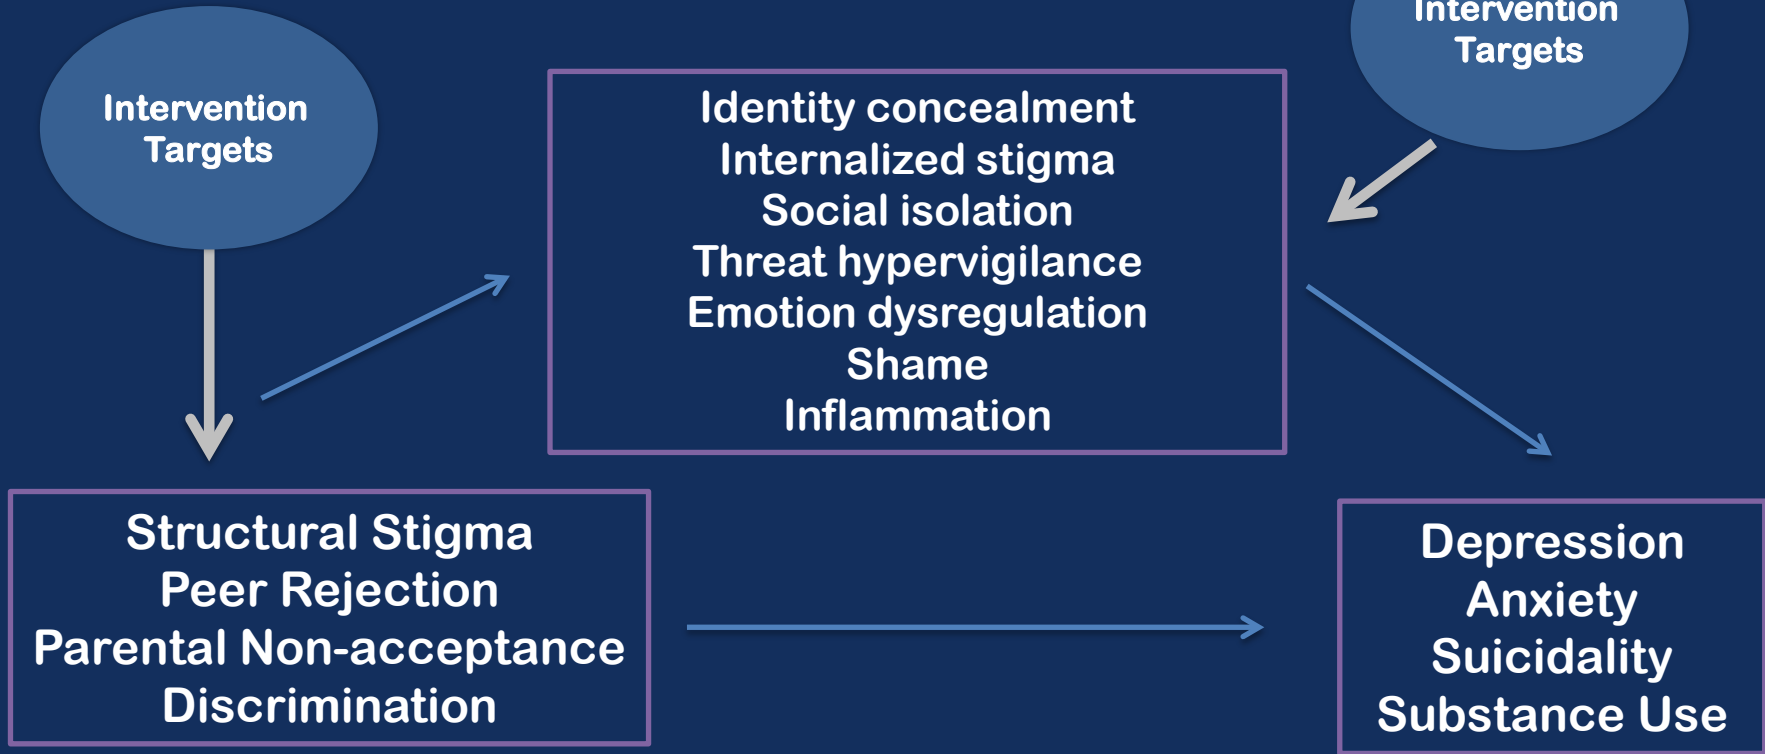 Intervention
Targets
Intervention
Targets
Identity concealment
Internalized stigma
Social isolation
Threat hypervigilance
Emotion dysregulation
Shame
Inflammation
Structural Stigma
Peer Rejection
Parental Non-acceptance
Discrimination
Depression
Anxiety
Suicidality
Substance Use